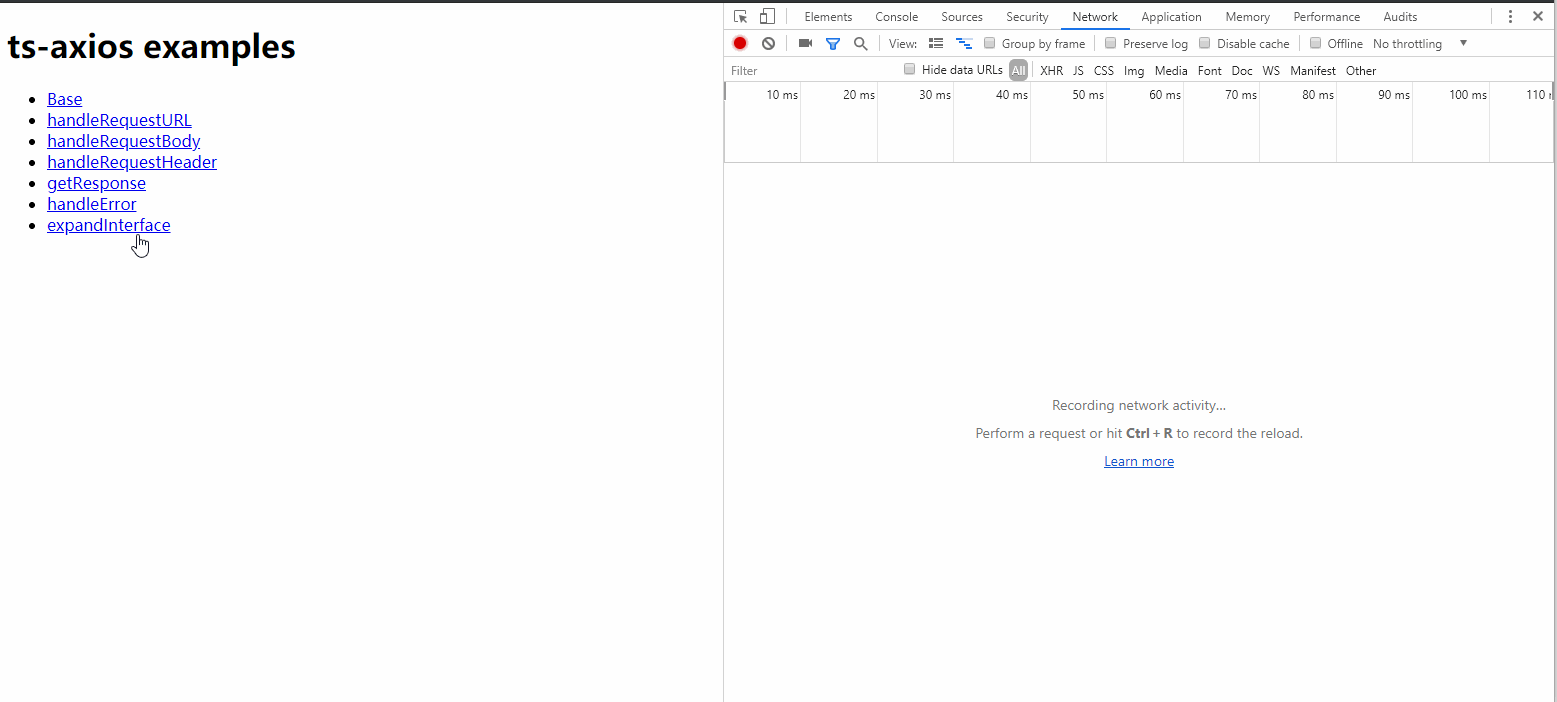 ts-axios examples
Base
handleRequestURL
handleRequestBody
handleRequestHeader
getResponse
handleError
expandInterface
Elements Console Sources Security Network Application Memory Performance Audits
View: Group by frame Preserve log Disable cache Offline No throttling
Filter Hide data URLs All XHR JS CSS Img Media Font Doc WS Manifest Other
10 ms 20 ms 30 ms 40 ms 50 ms 60 ms 70 ms 80 ms 90 ms 100 ms 110
Recording network activity...
Perform a request or hit Ctrl + R to record the reload.
Learn more